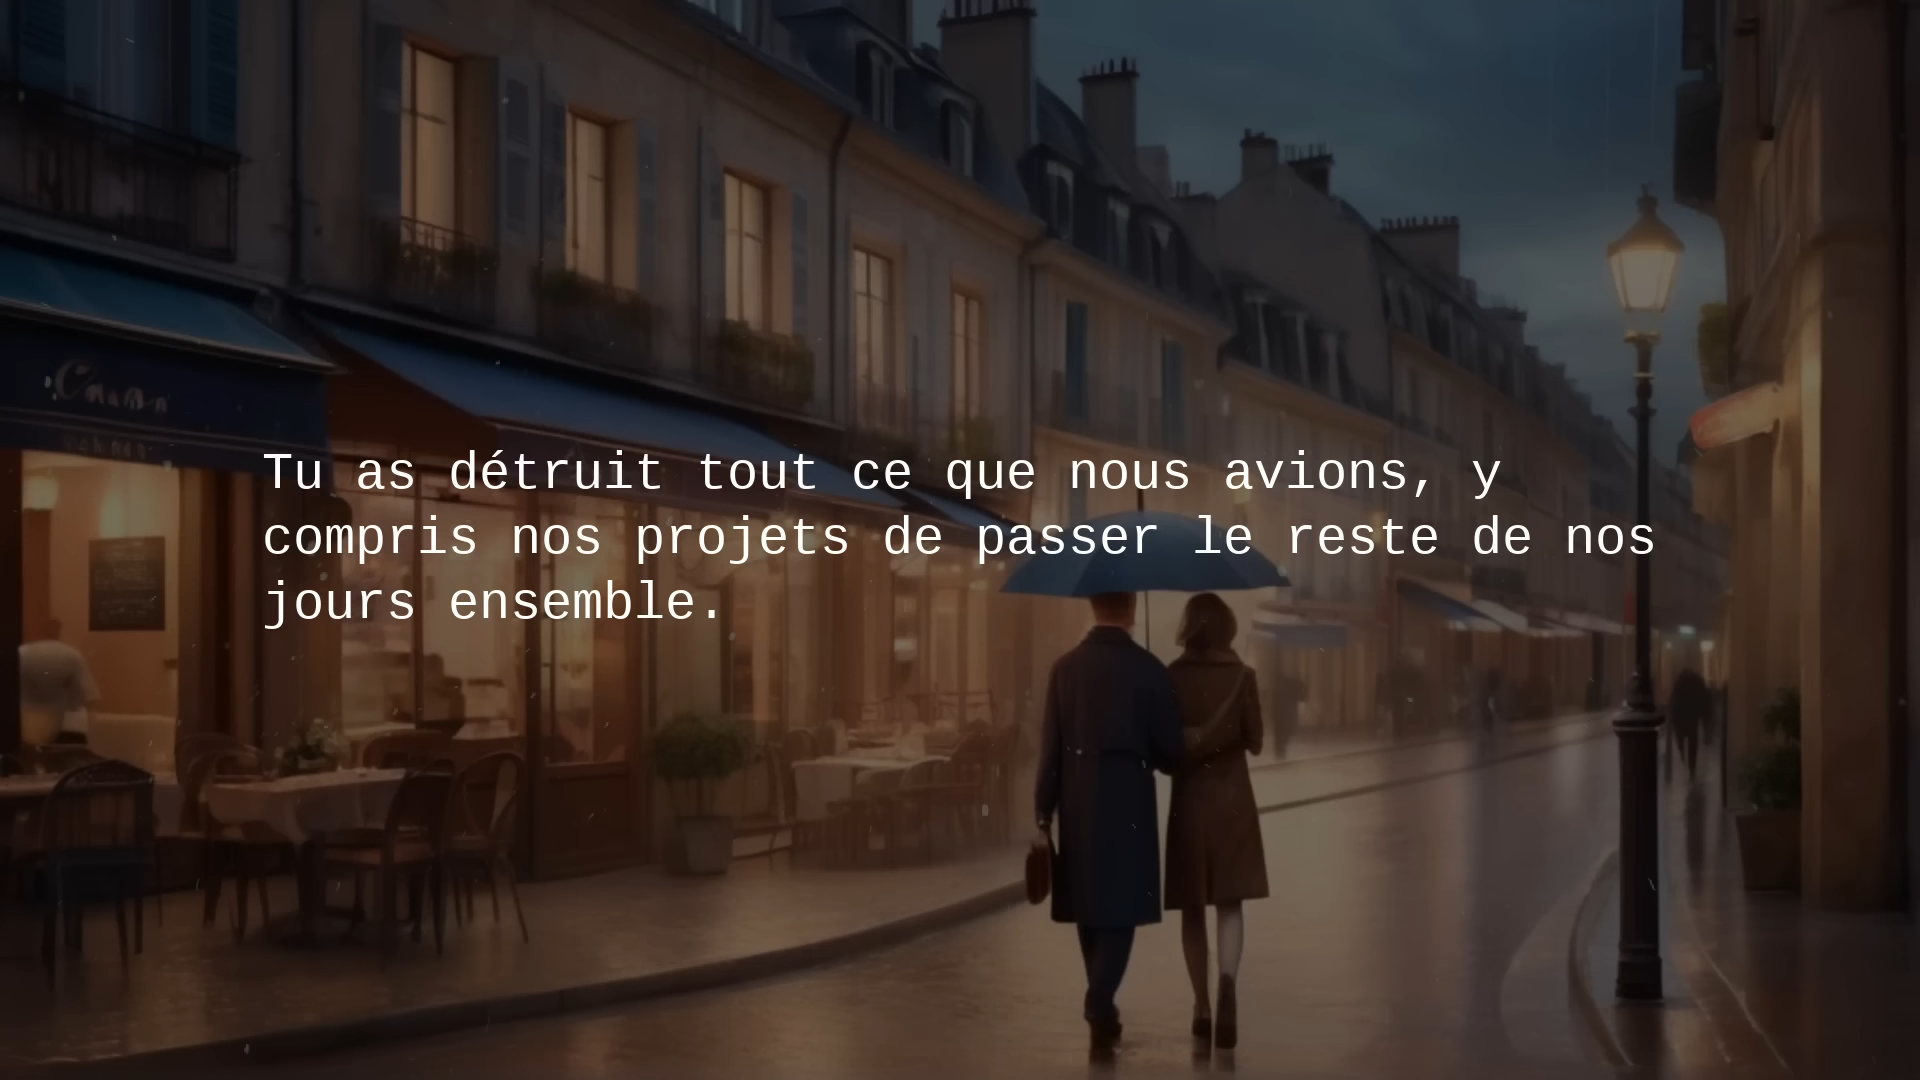 Tu as détruit tout ce que nous avions, y
compris nos projets de passer le reste de nos
jours ensemble.